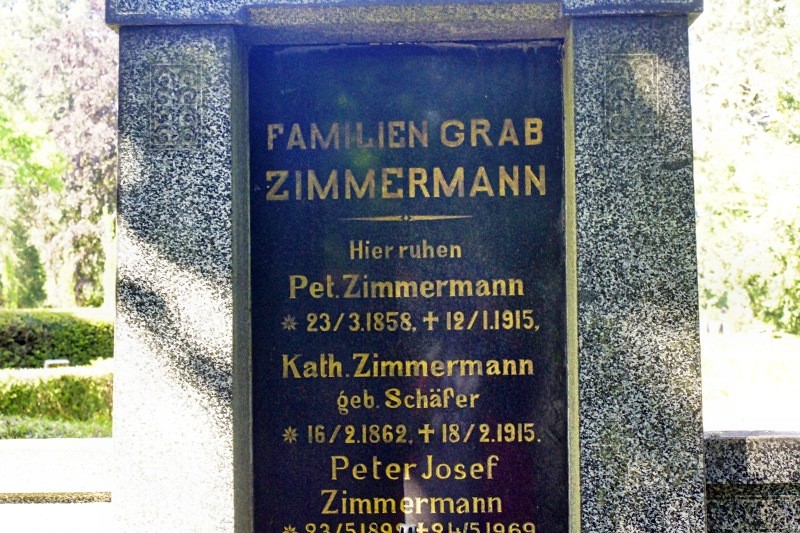 FAMILIEN GRAB
ZIMMERMANN
Hier ruhen
Pet. Zimmermann
* 23/3.1858, + 12/1.1915,
Kath. Zimmermann
geb. Schäfer
* 16/2.1862, + 18/2.1915.
Peter Josef
Zimmermann